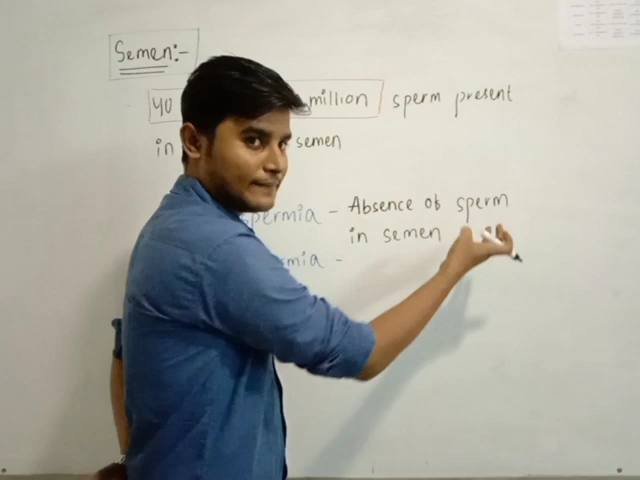 Semen:-
40 million sperm present
in semen
spermia - Absence of sperm
in semen
mia -